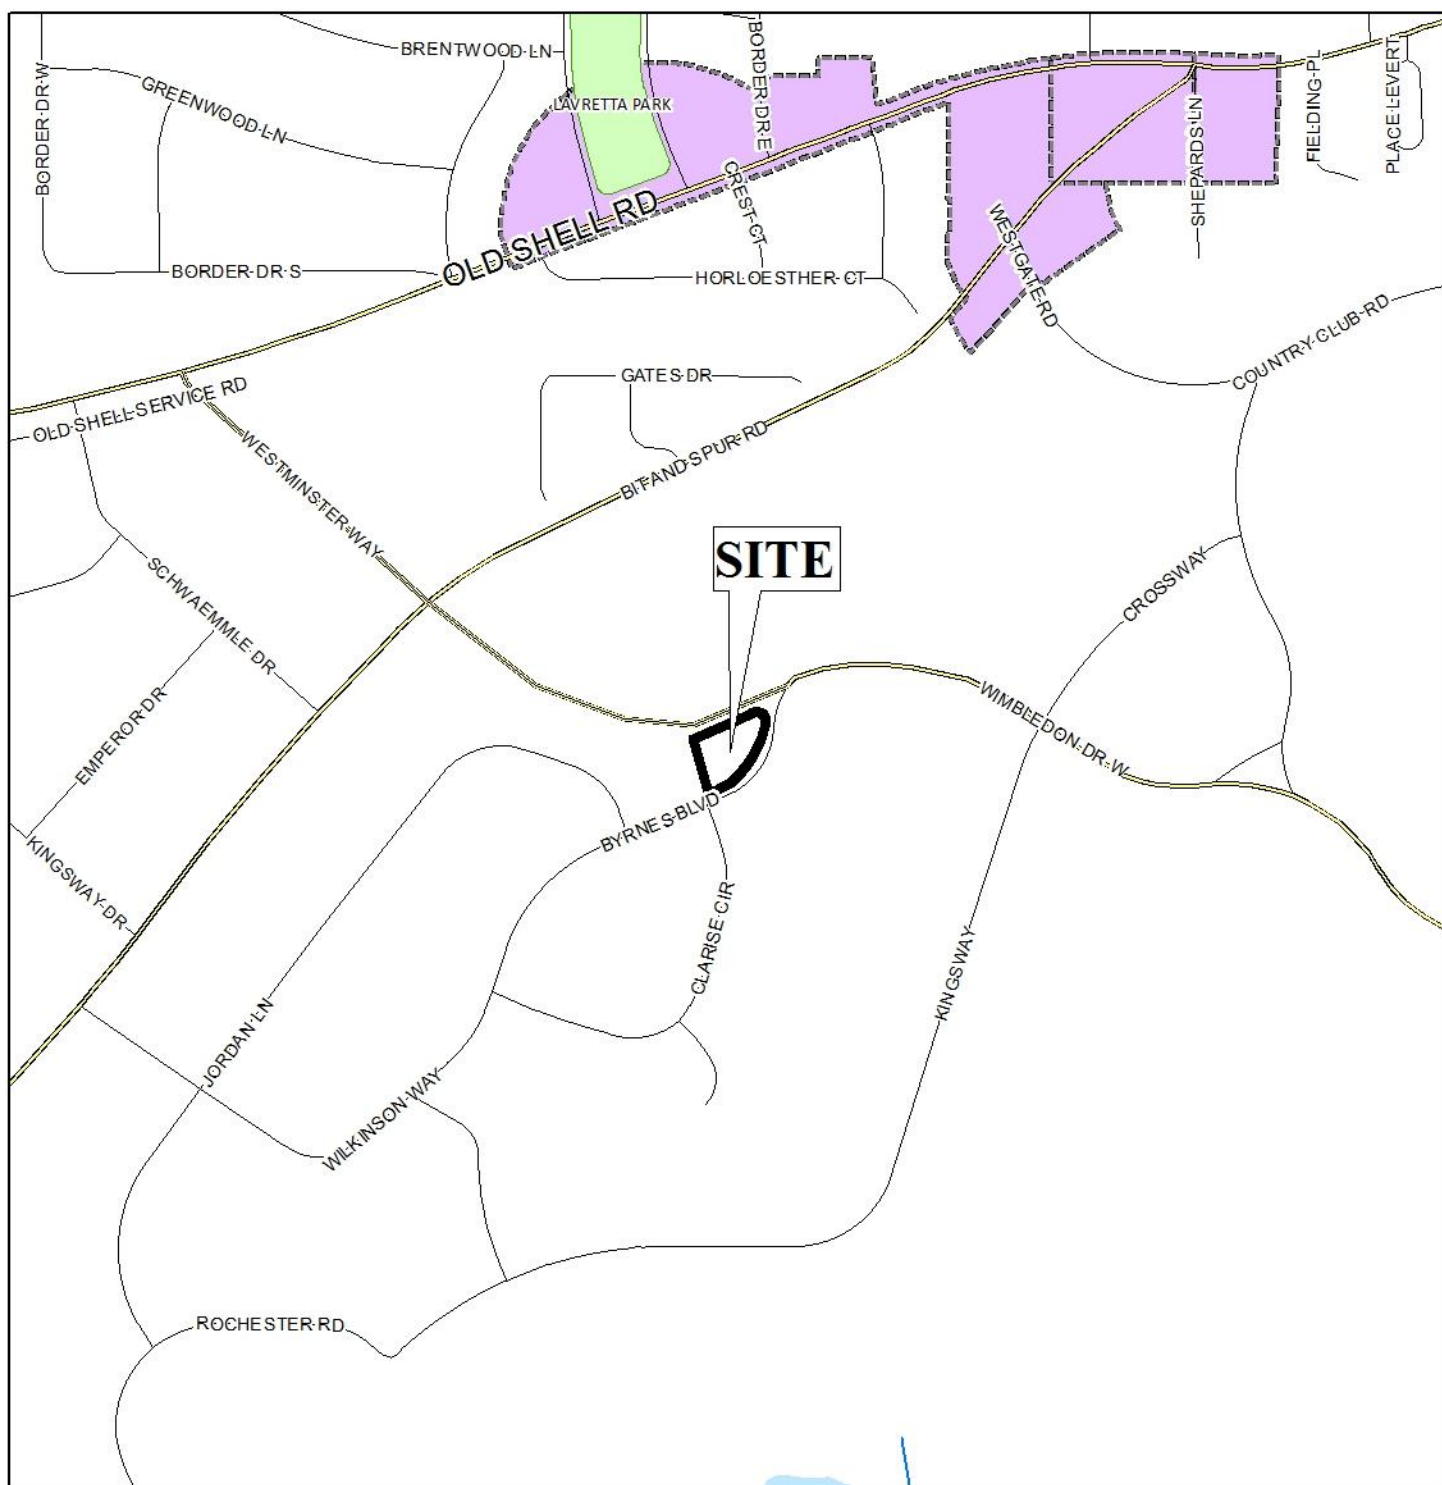 BRENTWOOD LN
BORDER DR W
GREENWOOD LN
LAVRETTA PARK
BORDER DR E
FIELDING PL
PLACE LEVERT
SHEPARDS LN
CREST CT
OLD SHELL RD
BORDER DR S
HORLOESTHER CT
WESTGATE RD
COUNTRY CLUB RD
GATES DR
OLD SHELL SERVICE RD
WESTMINSTER WAY
BIT AND SPUR RD
SITE
SCHWAEMMLE DR
CROSSWAY
EMPEROR DR
WIMBLEDON DR W
BYRNES BLVD
KINGSWAY DR
CLARISE CIR
KINGSWAY
JORDAN LN
WILKINSON WAY
ROCHESTER RD